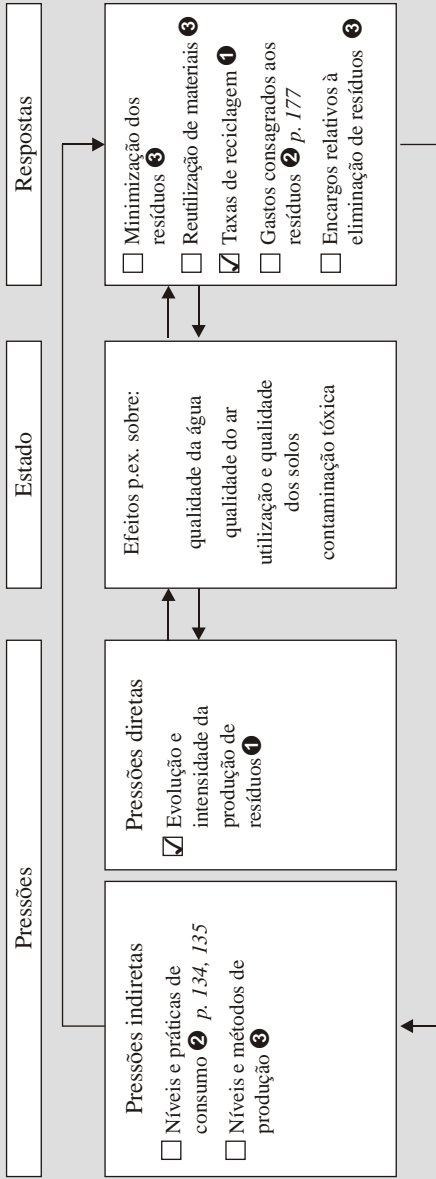 Pressões
Estado
Respostas
Pressões indiretas
☐ Níveis e práticas de
consumo ❷ p. 134, 135
☐ Níveis e métodos de
produção ❸
Pressões diretas
☑ Evolução e
intensidade da
produção de
resíduos ❶
Efeitos p.ex. sobre:
qualidade da água
qualidade do ar
utilização e qualidade
dos solos
contaminação tóxica
☐ Minimização dos
resíduos ❸
☐ Reutilização de materiais ❸
☑ Taxas de reciclagem ❶
☐ Gastos consagrados aos
resíduos ❷ p. 177
☐ Encargos relativos à
eliminação de resíduos ❸